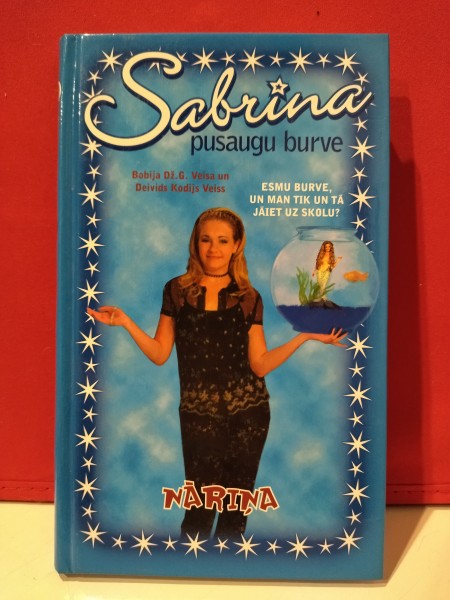 Sabrina
pusaugu burve
Bobija Dž.G. Veisa un
Deivids Kodijs Veiss
ESMU BURVE,
UN MAN TIK UN TĀ
JĀIET UZ SKOLU?
NĀRIŅA